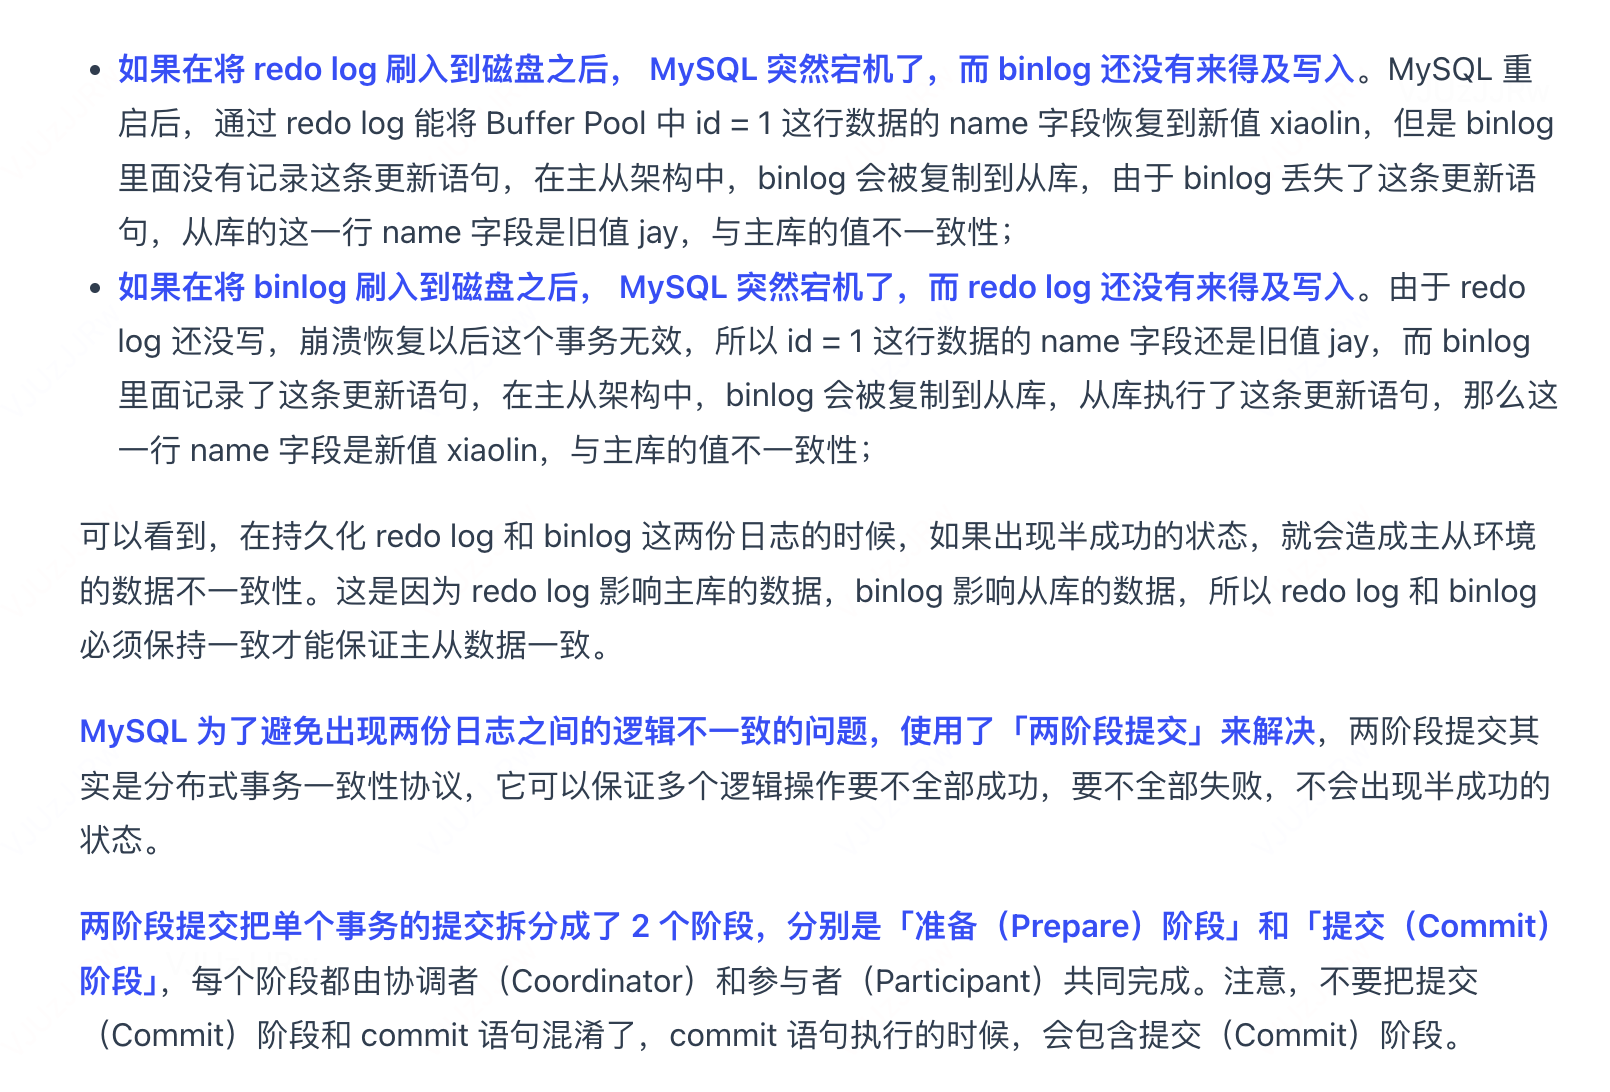 • 如果在将 redo log 刷入到磁盘之后， MySQL 突然宕机了，而 binlog 还没有来得及写入。MySQL 重
启后，通过 redo log 能将 Buffer Pool 中 id = 1 这行数据的 name 字段恢复到新值 xiaolin，但是 binlog
里面没有记录这条更新语句，在主从架构中，binlog 会被复制到从库，由于 binlog 丢失了这条更新语
句，从库的这一行 name 字段是旧值 jay，与主库的值不一致性；
• 如果在将 binlog 刷入到磁盘之后， MySQL 突然宕机了，而 redo log 还没有来得及写入。由于 redo
log 还没写，崩溃恢复以后这个事务无效，所以 id = 1 这行数据的 name 字段还是旧值 jay，而 binlog
里面记录了这条更新语句，在主从架构中，binlog 会被复制到从库，从库执行了这条更新语句，那么这
一行 name 字段是新值 xiaolin，与主库的值不一致性；
可以看到，在持久化 redo log 和 binlog 这两份日志的时候，如果出现半成功的状态，就会造成主从环境
的数据不一致性。这是因为 redo log 影响主库的数据，binlog 影响从库的数据，所以 redo log 和 binlog
必须保持一致才能保证主从数据一致。
MySQL 为了避免出现两份日志之间的逻辑不一致的问题，使用了「两阶段提交」来解决，两阶段提交其
实是分布式事务一致性协议，它可以保证多个逻辑操作要不全部成功，要不全部失败，不会出现半成功的
状态。
两阶段提交把单个事务的提交拆分成了 2 个阶段，分别是「准备（Prepare）阶段」和「提交（Commit）
阶段」，每个阶段都由协调者（Coordinator）和参与者（Participant）共同完成。注意，不要把提交
（Commit）阶段和 commit 语句混淆了，commit 语句执行的时候，会包含提交（Commit）阶段。